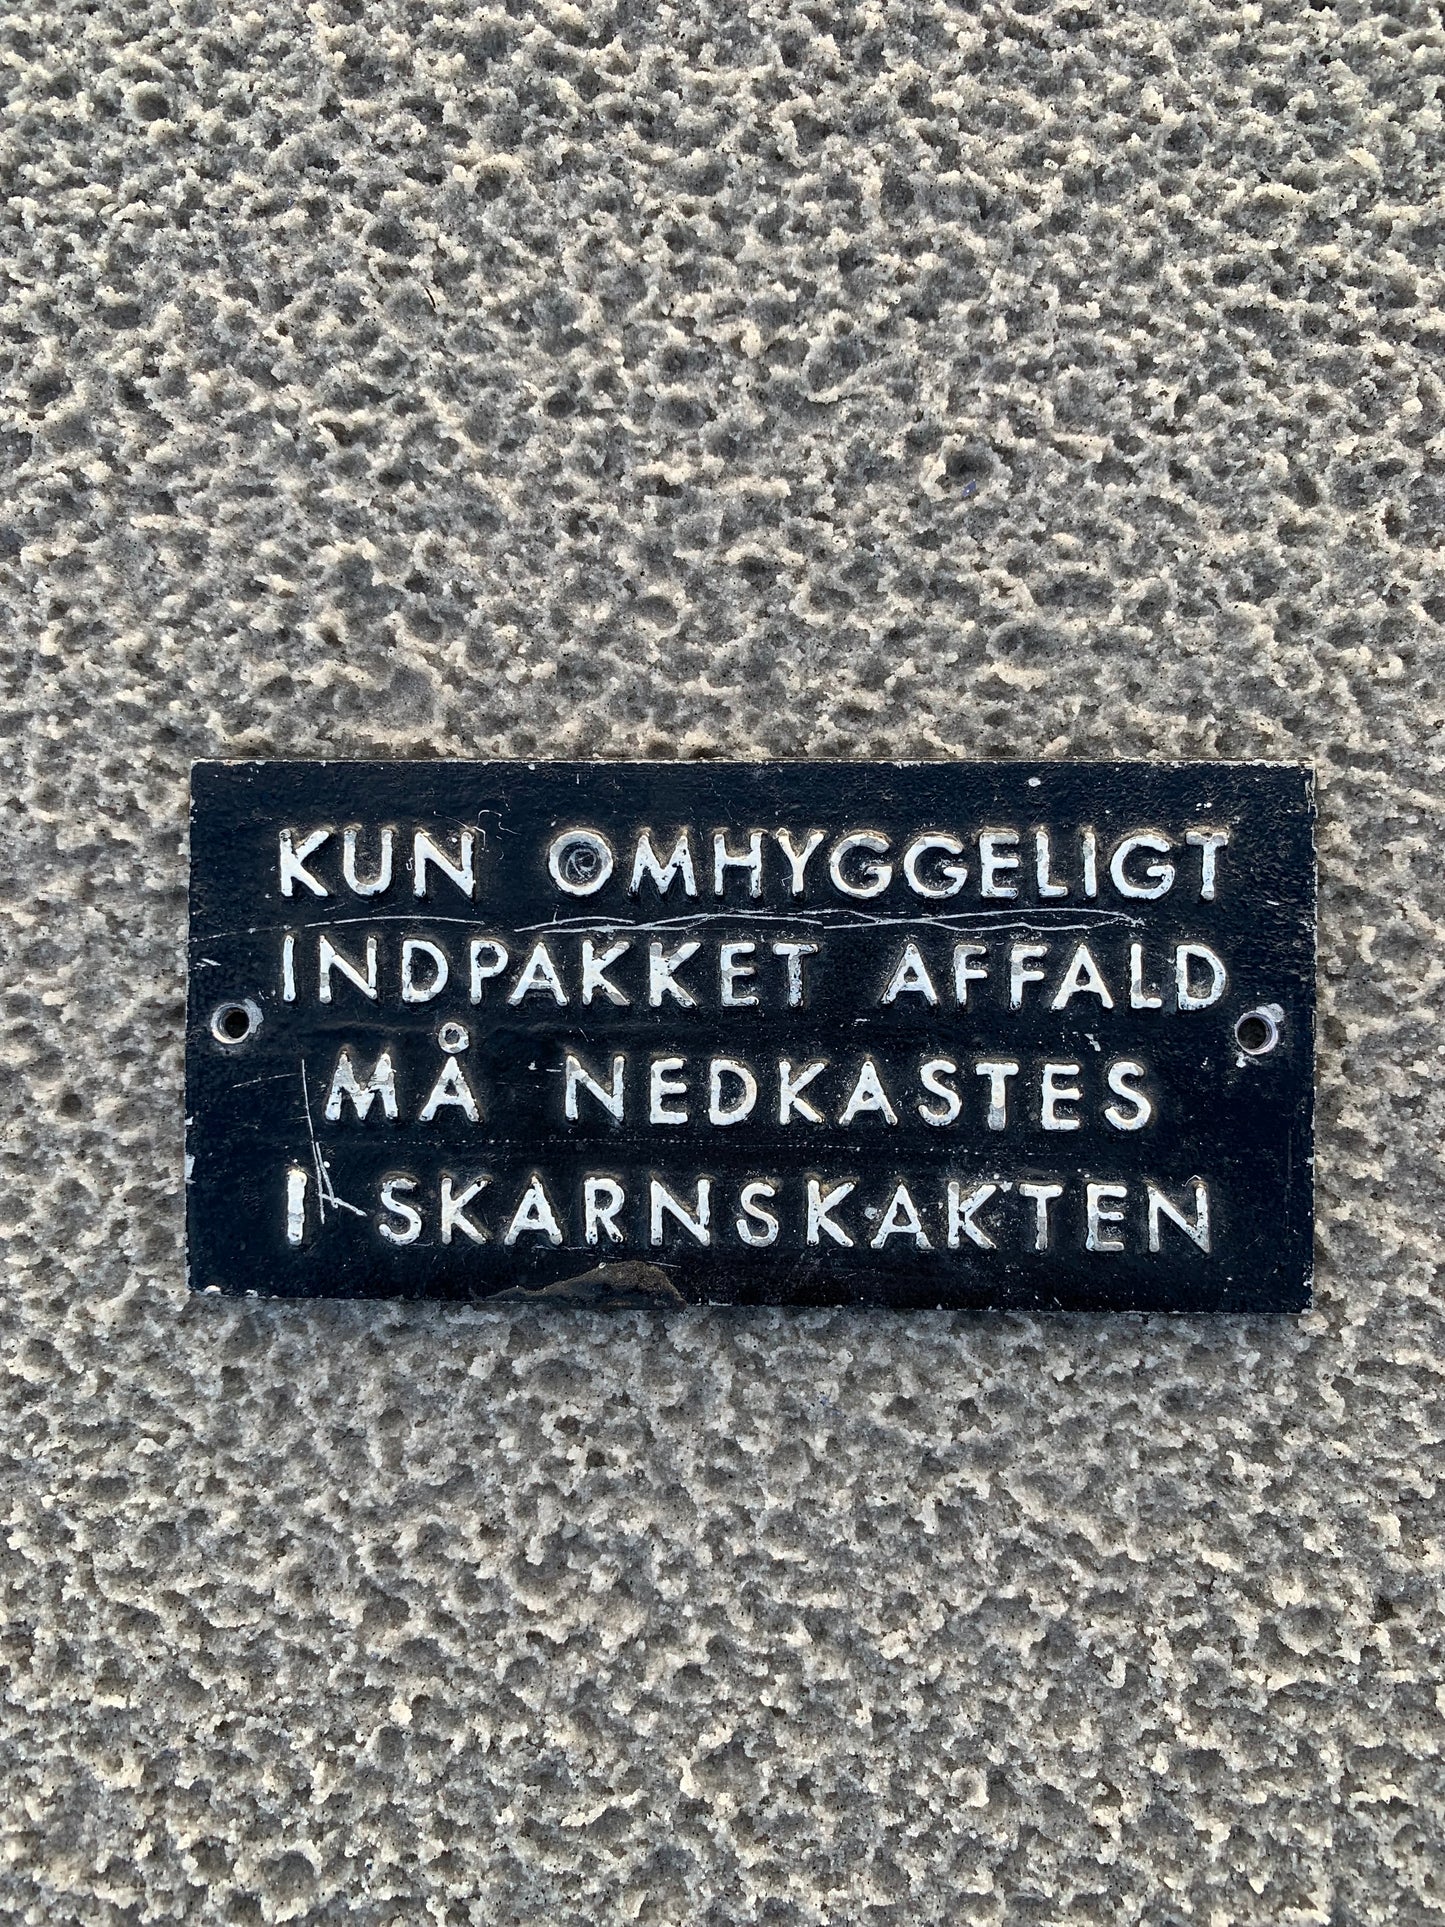 KUN OMHYGGELIGT
INDPAKKET AFFALD
MÅ NEDKASTES
I SKARNSKAKTEN